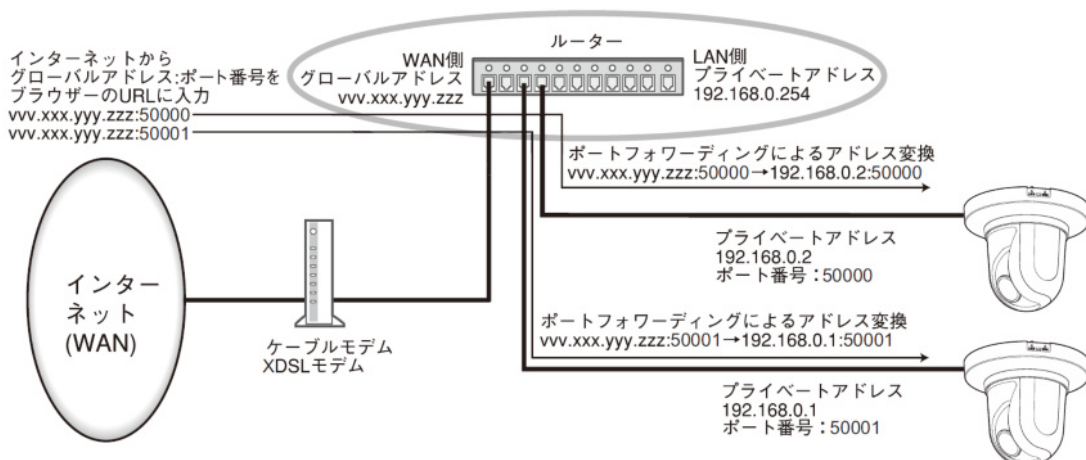 インターネットから
グローバルアドレス:ポート番号を
ブラウザーのURLに入力
vvv.xxx.yyy.zzz:50000
vvv.xxx.yyy.zzz:50001
ルーター
WAN側
グローバルアドレス
vvv.xxx.yyy.zzz
LAN側
プライベートアドレス
192.168.0.254
ポートフォワーディングによるアドレス変換
vvv.xxx.yyy.zzz:50000→192.168.0.2:50000
プライベートアドレス
192.168.0.2
ポート番号：50000
インター
ネット
(WAN)
ケーブルモデム
XDSLモデム
ポートフォワーディングによるアドレス変換
vvv.xxx.yyy.zzz:50001→192.168.0.1:50001
プライベートアドレス
192.168.0.1
ポート番号：50001